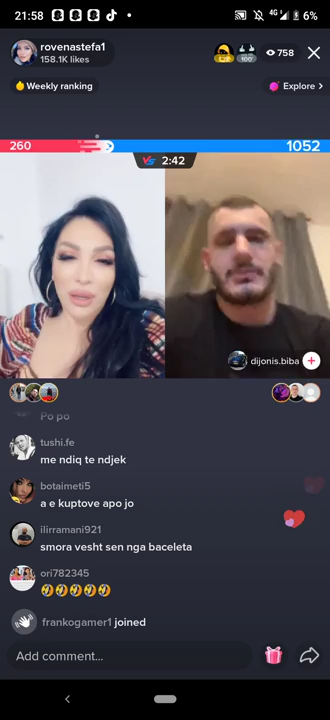 21:58
4G
6%
rovenastefa1
158.1K likes
758
Weekly ranking
Explore >
260
1052
VS 2:42
dijonis.biba
Po po
tushi.fe
me ndiq te ndjek
botaimeti5
a e kuptove apo jo
ilirramani921
smora vesht sen nga baceleta
ori782345
🤣🤣🤣🤣🤣
frankogamer1 joined
Add comment...